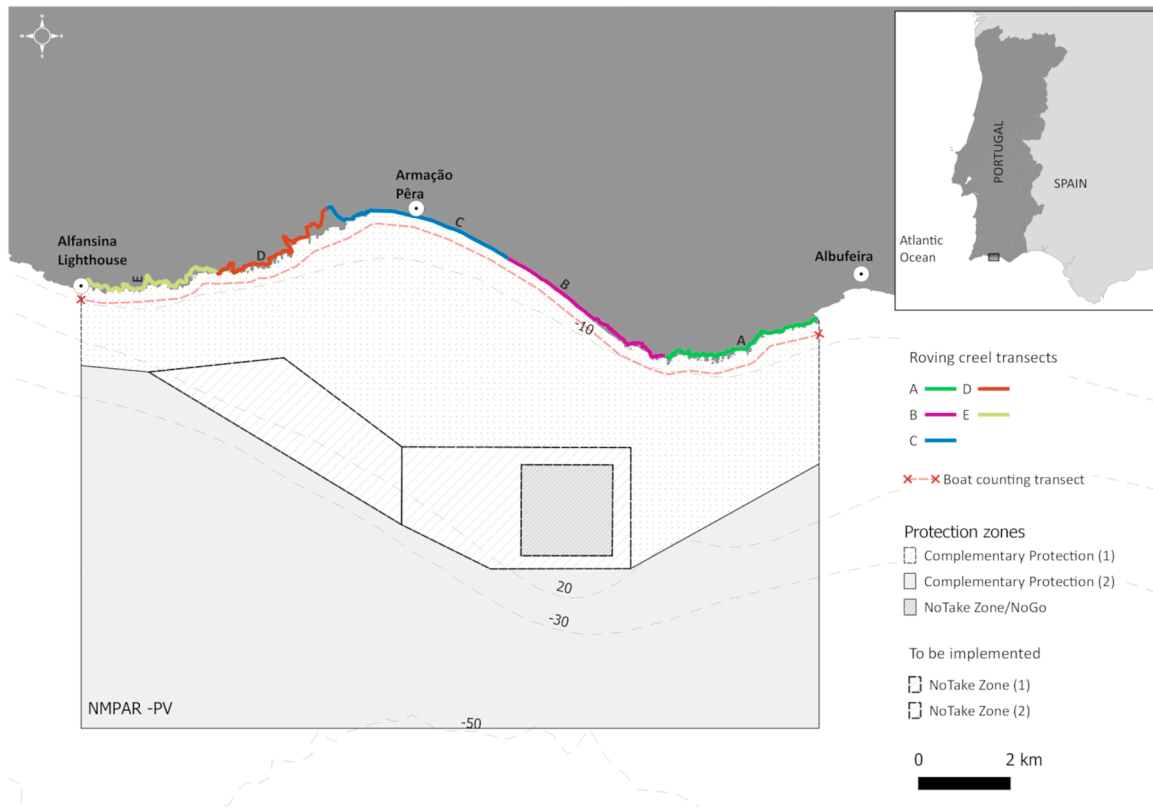 Armação
Pêra
Alfansina
Lighthouse
Albufeira
E
D
C
B
A
-10
20
-30
-50
NMPAR -PV
PORTUGAL
SPAIN
Atlantic
Ocean
Roving creel transects
A D
B E
C
Boat counting transect
Protection zones
Complementary Protection (1)
Complementary Protection (2)
NoTake Zone/NoGo
To be implemented
NoTake Zone (1)
NoTake Zone (2)
0 2 km